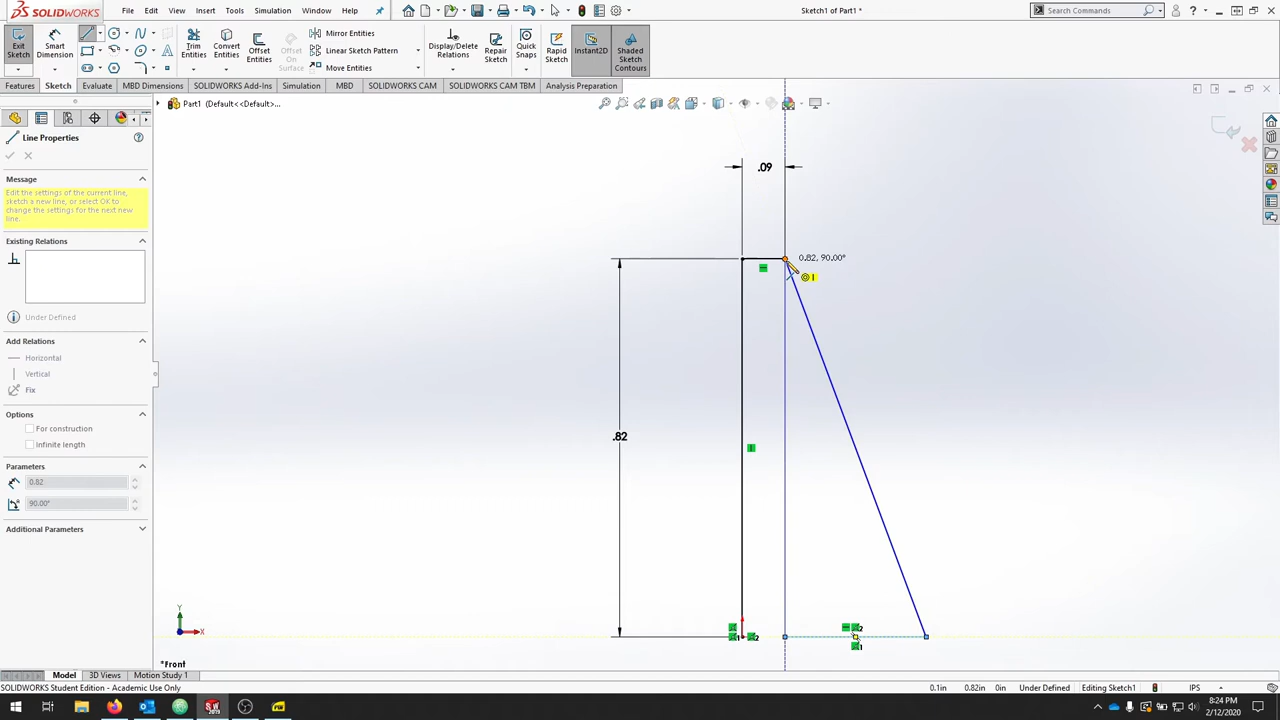 SOLIDWORKS
File Edit View Insert Tools Simulation Window Help
Sketch1 of Part1 *
Search Commands
Exit Sketch
Smart Dimension
Trim Entities
Convert Entities
Offset Entities
Offset On Surface
Mirror Entities
Linear Sketch Pattern
Move Entities
Display/Delete Relations
Repair Sketch
Quick Snaps
Rapid Sketch
Instant2D
Shaded Sketch Contours
Features Sketch Evaluate MBD Dimensions SOLIDWORKS Add-Ins Simulation MBD SOLIDWORKS CAM SOLIDWORKS CAM TBM Analysis Preparation
Part1 (Default<<Default>...
Line Properties
Message
Edit the settings of the current line,
sketch a new line, or select OK to
change the settings for the next new
line.
Existing Relations
Under Defined
Add Relations
Horizontal
Vertical
Fix
Options
For construction
Infinite length
Parameters
0.82
90.00°
Additional Parameters
.09
0.82, 90.00°
.82
Y
X
*Front
Model 3D Views Motion Study 1
SOLIDWORKS Student Edition - Academic Use Only
0.1in 0.82in 0in Under Defined Editing Sketch1 IPS
8:24 PM
2/12/2020